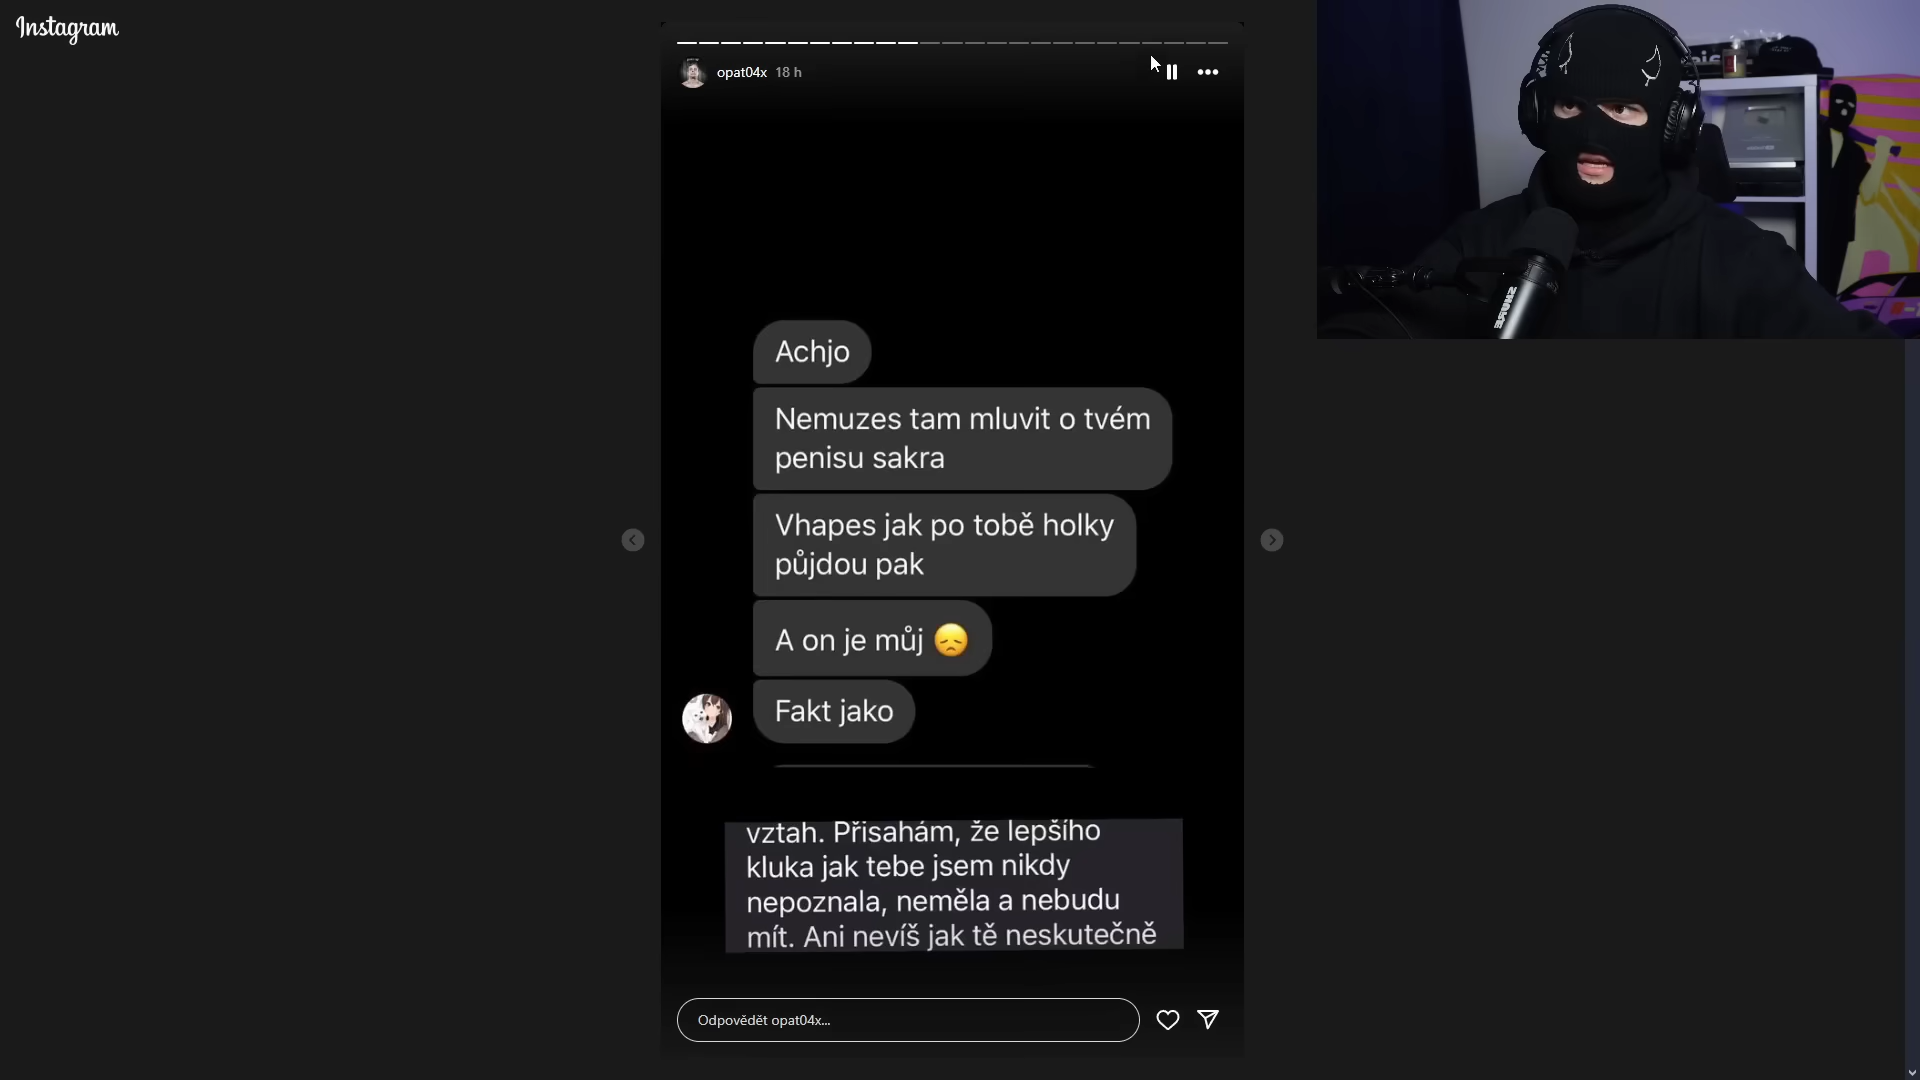 Instagram
opat04x 18 h
Achjo
Nemuzes tam mluvit o tvém
penisu sakra
Vhapes jak po tobě holky
půjdou pak
A on je můj 😞
Fakt jako
vztah. Přisahám, že lepšího
kluka jak tebe jsem nikdy
nepoznala, neměla a nebudu
mít. Ani nevíš jak tě neskutečně
Odpovědět opat04x...
SHURE